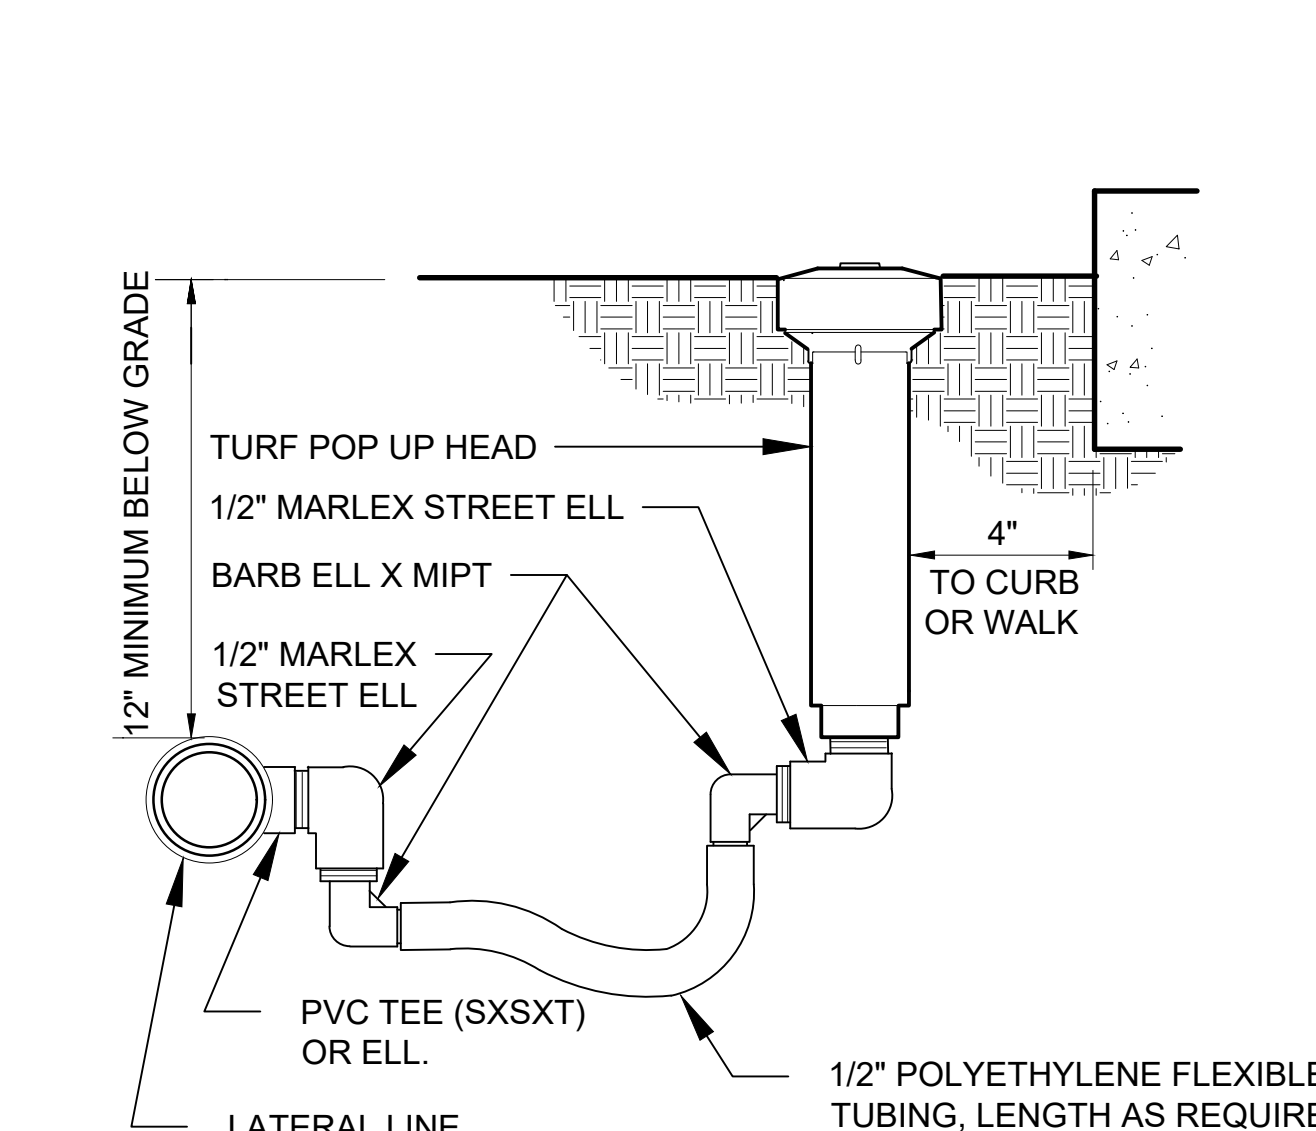 12" MINIMUM BELOW GRADE
TURF POP UP HEAD
1/2" MARLEX STREET ELL
BARB ELL X MIPT
1/2" MARLEX
STREET ELL
4"
TO CURB
OR WALK
PVC TEE (SXSXT)
OR ELL.
LATERAL LINE
1/2" POLYETHYLENE FLEXIBLE
TUBING, LENGTH AS REQUIRE